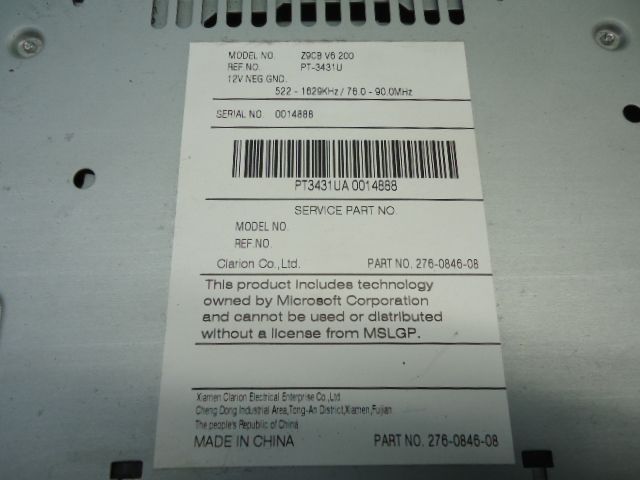 MODEL NO. Z9CB V6 200
REF.NO. PT-3431U
12V NEG GND.
522 - 1629KHz / 76.0 - 90.0MHz
SERIAL NO. 0014888
PT3431UA 0014888
SERVICE PART NO.
MODEL NO.
REF.NO.
Clarion Co.,Ltd. PART NO. 276-0846-08
This product includes technology
owned by Microsoft Corporation
and cannot be used or distributed
without a license from MSLGP.
Xiamen Clarion Electrical Enterprise Co.,Ltd
Cheng Dong Industrial Area,Tong-An District,Xiamen,Fujian
The people's Republic of China
MADE IN CHINA PART NO. 276-0846-08